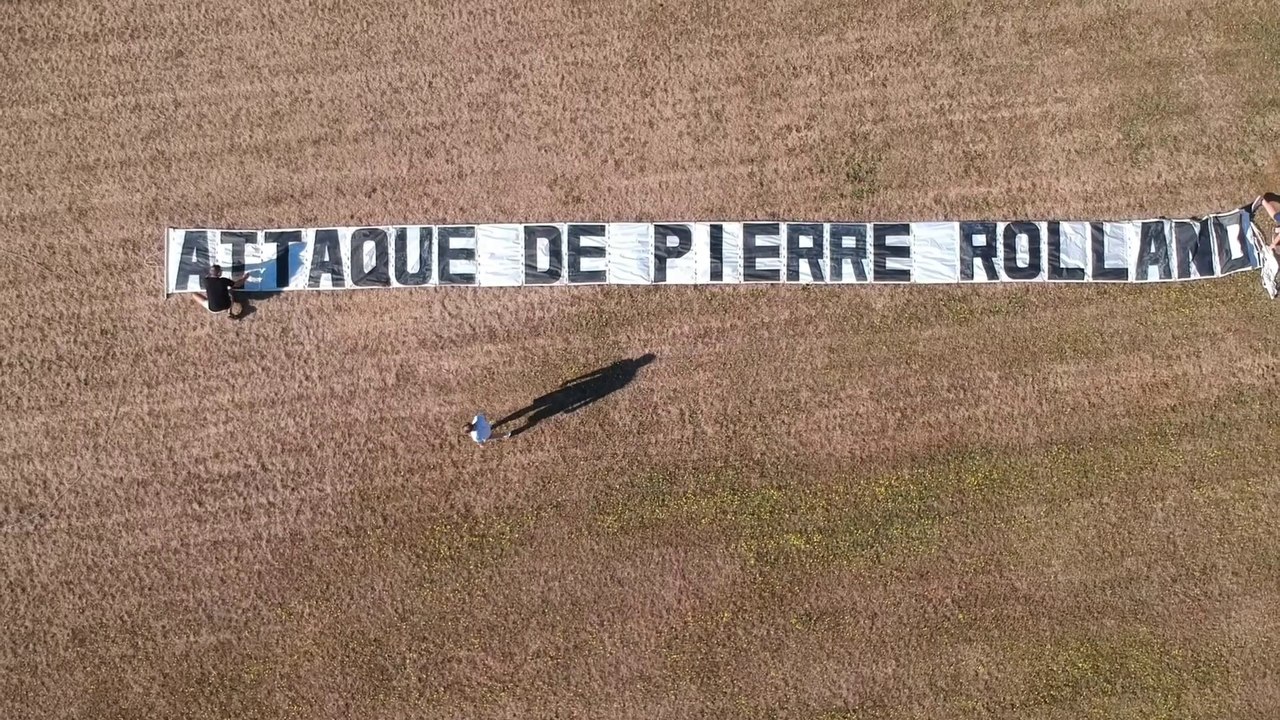 ATTAQUE DE PIERRE ROLLAND